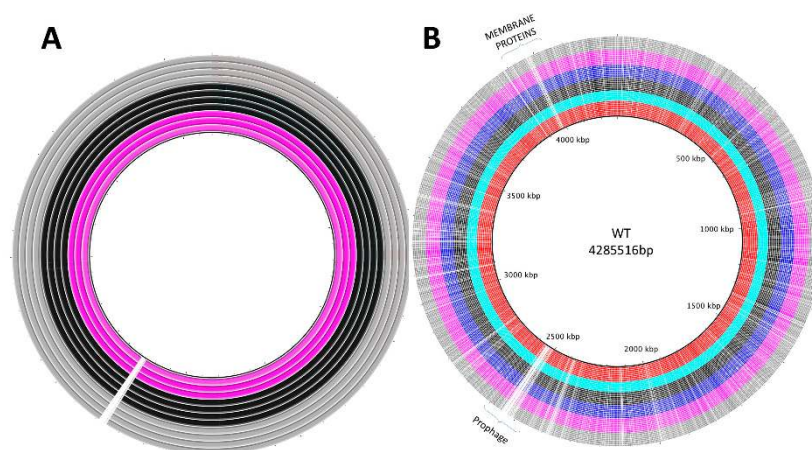 A
B
MEMBRANE
PROTEINS
4000 kbp
500 kbp
3500 kbp
WT
4285516bp
1000 kbp
3000 kbp
1500 kbp
2500 kbp
2000 kbp
Prophage